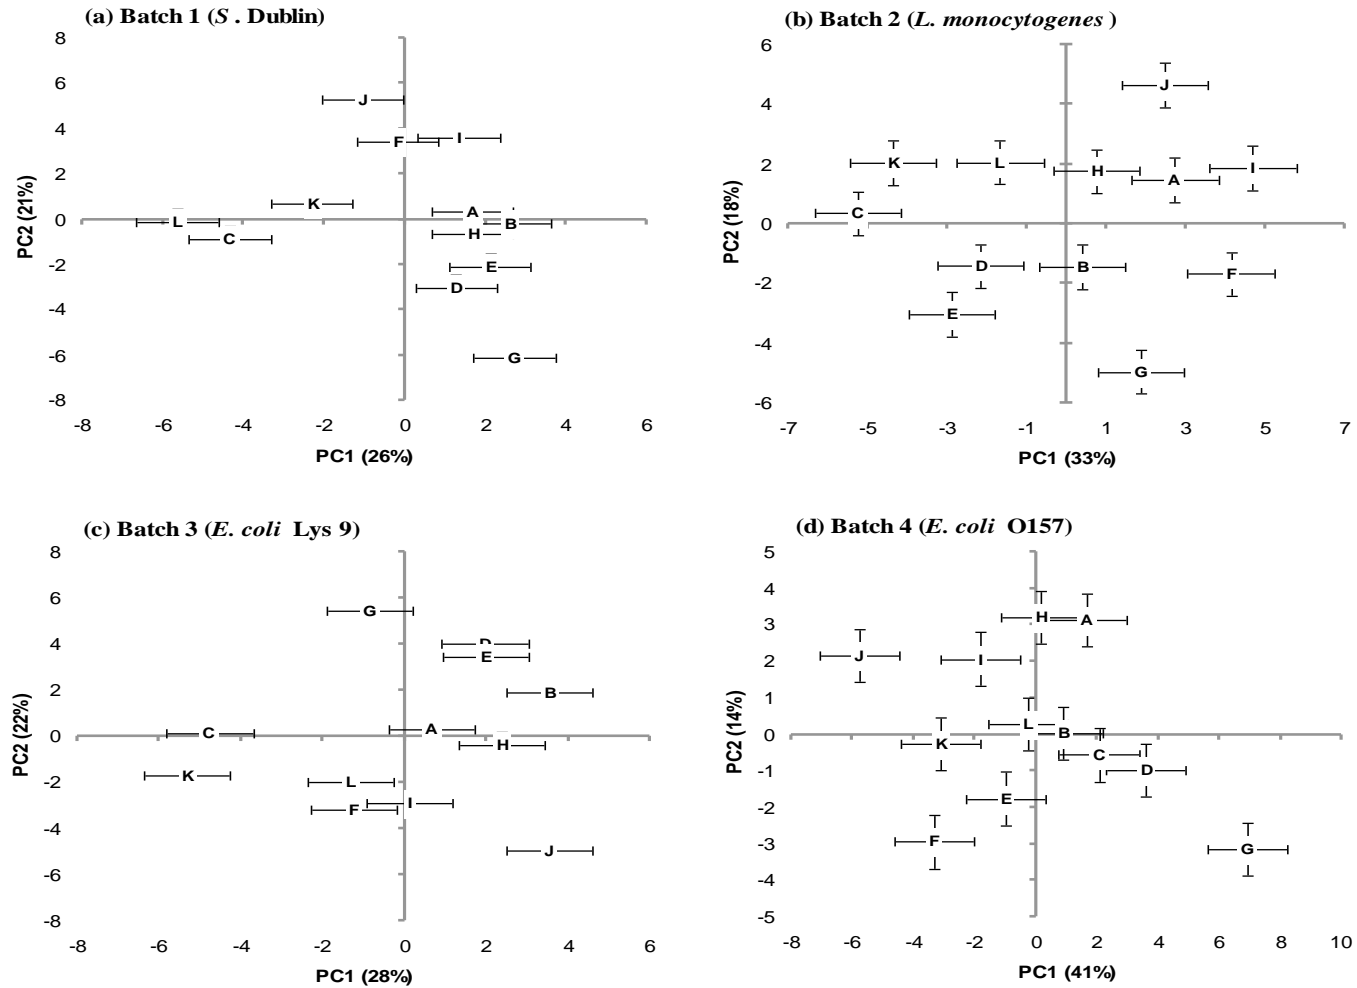 (a) Batch 1 (S . Dublin)
8
6
4
2
0
-2
-4
-6
-8
PC2 (21%)
J
F
I
K
A
L
B
C
H
E
D
G
-8
-6
-4
-2
0
2
4
6
PC1 (26%)
(b) Batch 2 (L. monocytogenes )
6
4
2
0
-2
-4
-6
PC2 (18%)
J
K
L
H
A
I
C
D
B
F
E
G
-7
-5
-3
-1
1
3
5
7
PC1 (33%)
(c) Batch 3 (E. coli Lys 9)
8
6
4
2
0
-2
-4
-6
-8
PC2 (22%)
G
D
E
B
A
C
H
K
L
F
I
J
-8
-6
-4
-2
0
2
4
6
PC1 (28%)
(d) Batch 4 (E. coli O157)
5
4
3
2
1
0
-1
-2
-3
-4
-5
PC2 (14%)
H
A
J
I
L
B
K
C
D
E
F
G
-8
-6
-4
-2
0
2
4
6
8
10
PC1 (41%)